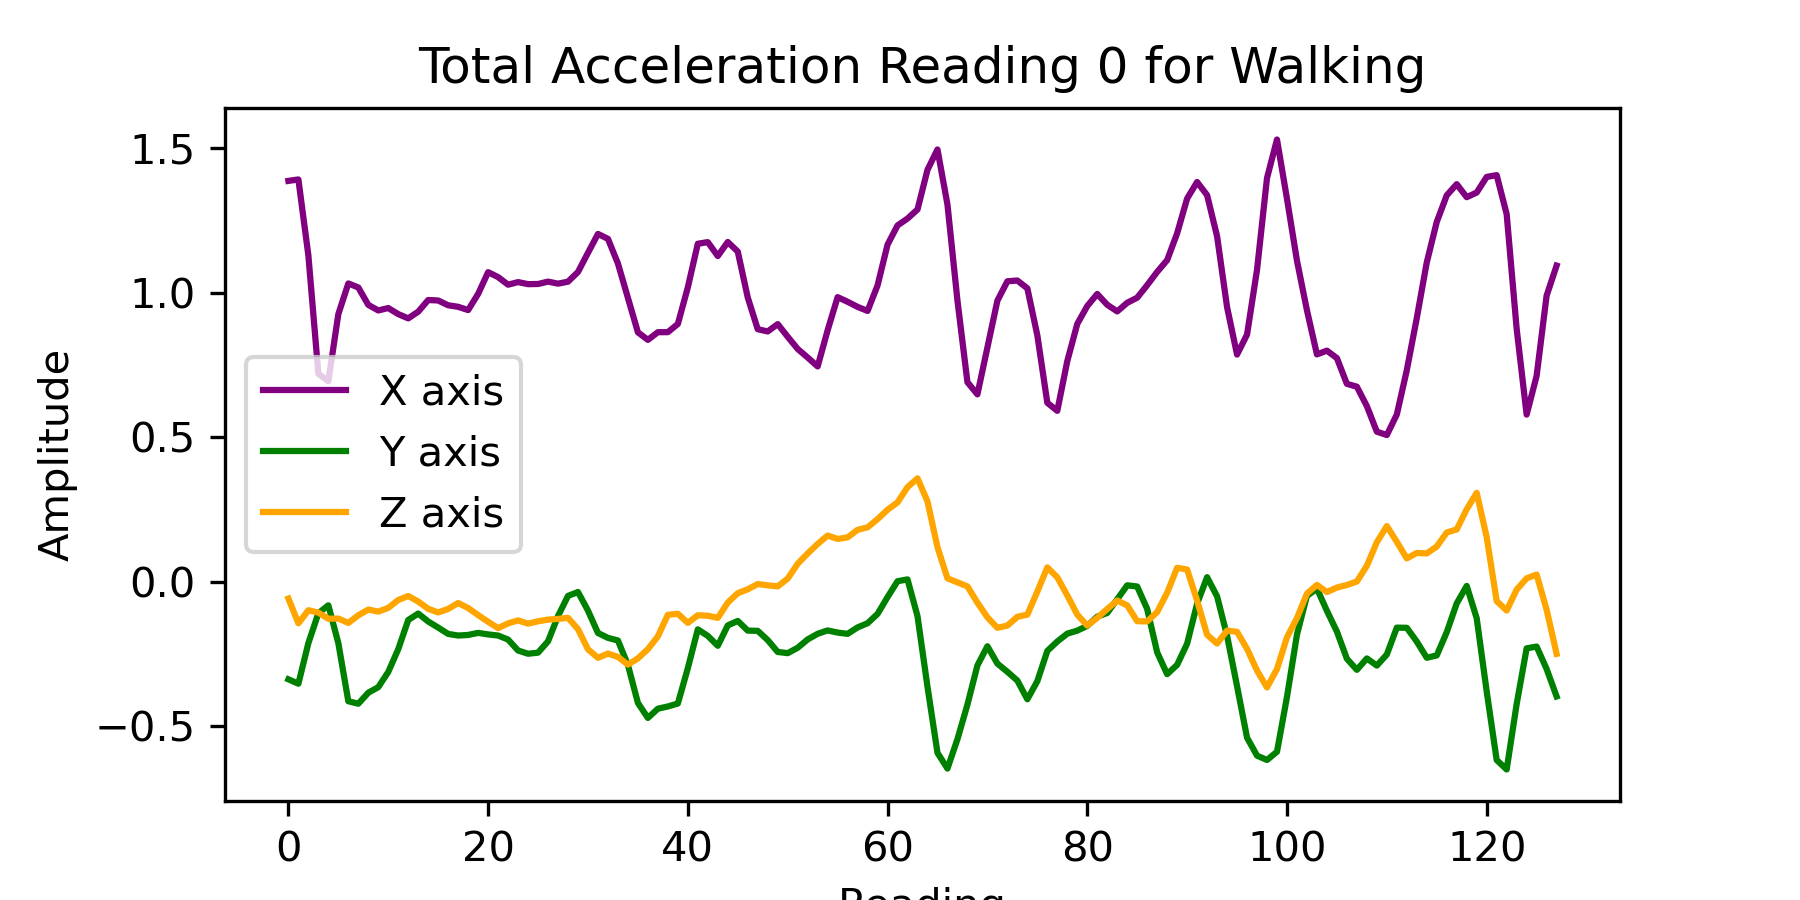 Total Acceleration Reading 0 for Walking
1.5
1.0
0.5
0.0
−0.5
Amplitude
X axis
Y axis
Z axis
0 20 40 60 80 100 120
Reading